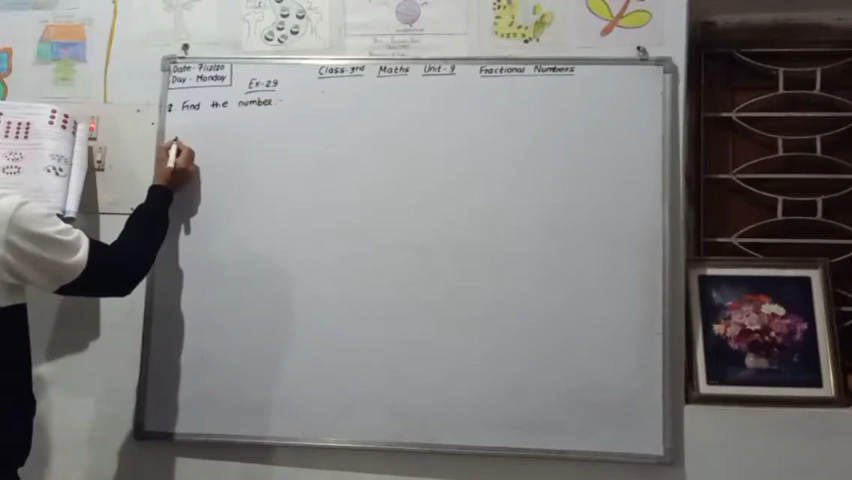 Date- 7/12/20 Class-3rd Maths Unit-9 Fractional Numbers
Day - Monday
Ex-29
2. Find the number:-